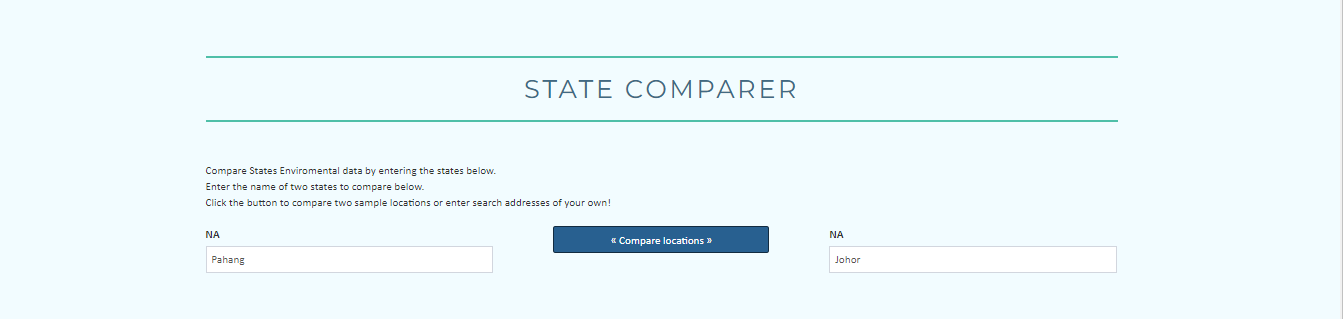 STATE COMPARER
Compare States Enviromental data by entering the states below.
Enter the name of two states to compare below.
Click the button to compare two sample locations or enter search addresses of your own!
NA
Pahang
« Compare locations »
NA
Johor